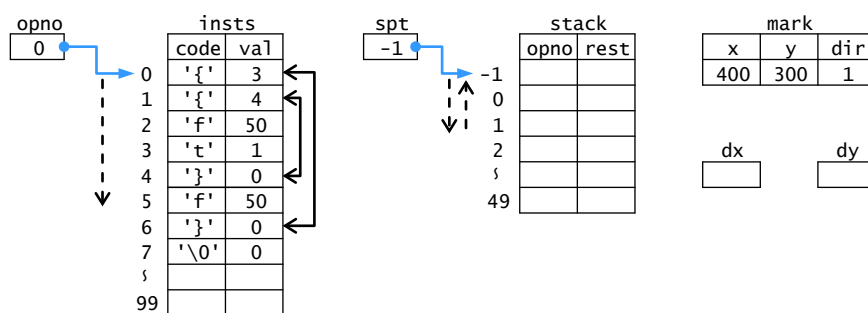 opno insts spt stack mark
0 code val -1 opno rest x y dir
0 '{' 3 -1 400 300 1
1 '{' 4 0
2 'f' 50 1
3 't' 1 2 dx dy
4 '}' 0 ⌇
5 'f' 50 49
6 '}' 0
7 '\0' 0
⌇
99